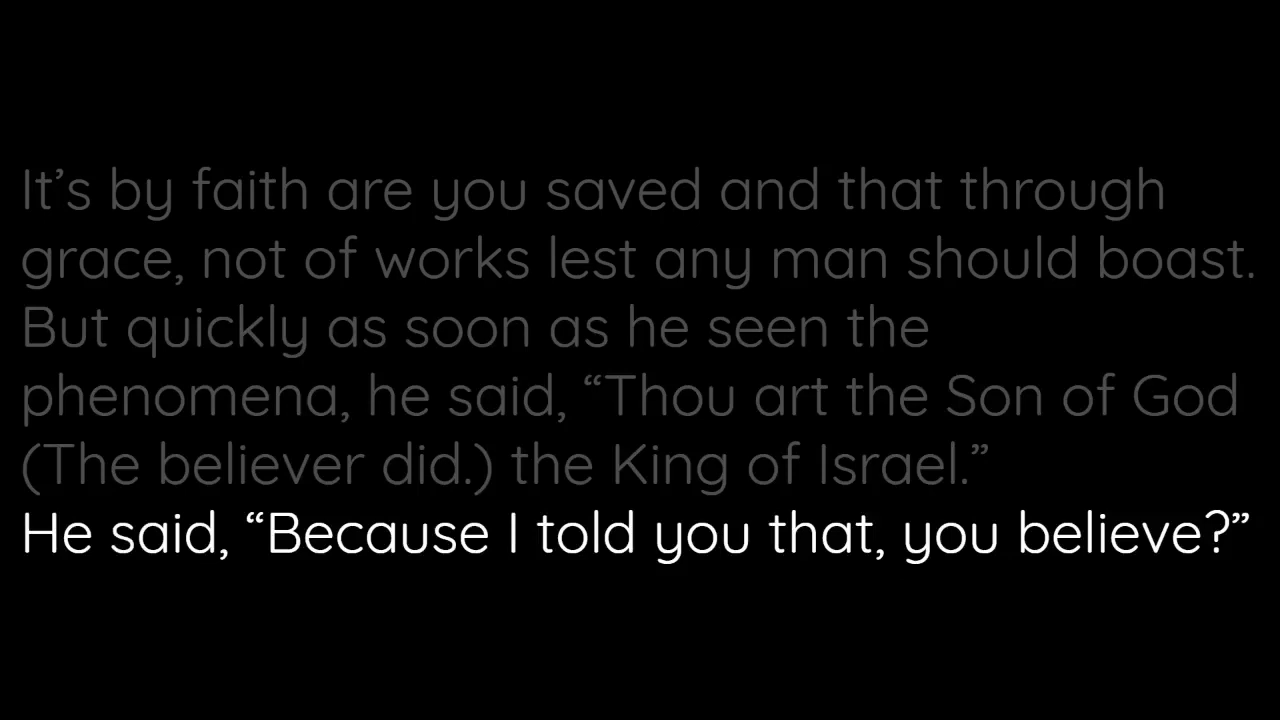 It’s by faith are you saved and that through
grace, not of works lest any man should boast.
But quickly as soon as he seen the
phenomena, he said, “Thou art the Son of God
(The believer did.) the King of Israel.”
He said, “Because I told you that, you believe?”